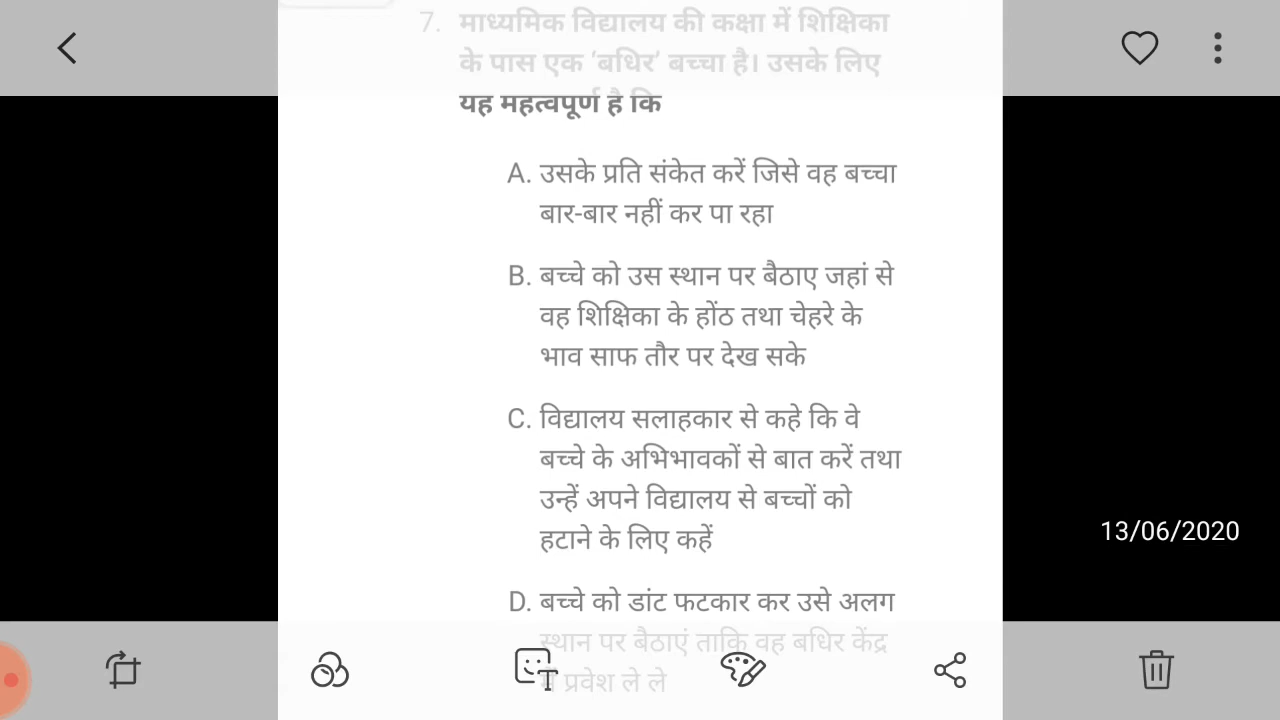 7. माध्यमिक विद्यालय की कक्षा में शिक्षिका
के पास एक ‘बधिर’ बच्चा है। उसके लिए
यह महत्वपूर्ण है कि
A. उसके प्रति संकेत करें जिसे वह बच्चा
बार-बार नहीं कर पा रहा
B. बच्चे को उस स्थान पर बैठाए जहां से
वह शिक्षिका के होंठ तथा चेहरे के
भाव साफ तौर पर देख सके
C. विद्यालय सलाहकार से कहे कि वे
बच्चे के अभिभावकों से बात करें तथा
उन्हें अपने विद्यालय से बच्चों को
हटाने के लिए कहें
13/06/2020
D. बच्चे को डांट फटकार कर उसे अलग
स्थान पर बैठाएं ताकि वह बधिर केंद्र
में प्रवेश ले ले